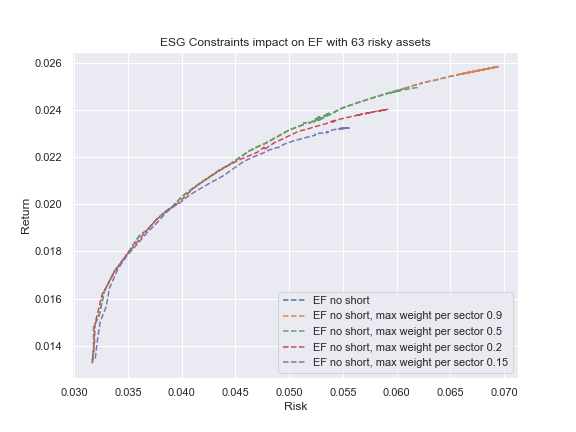 ESG Constraints impact on EF with 63 risky assets
0.026
0.024
0.022
0.020
0.018
0.016
0.014
Return
0.030 0.035 0.040 0.045 0.050 0.055 0.060 0.065 0.070
Risk
EF no short
EF no short, max weight per sector 0.9
EF no short, max weight per sector 0.5
EF no short, max weight per sector 0.2
EF no short, max weight per sector 0.15